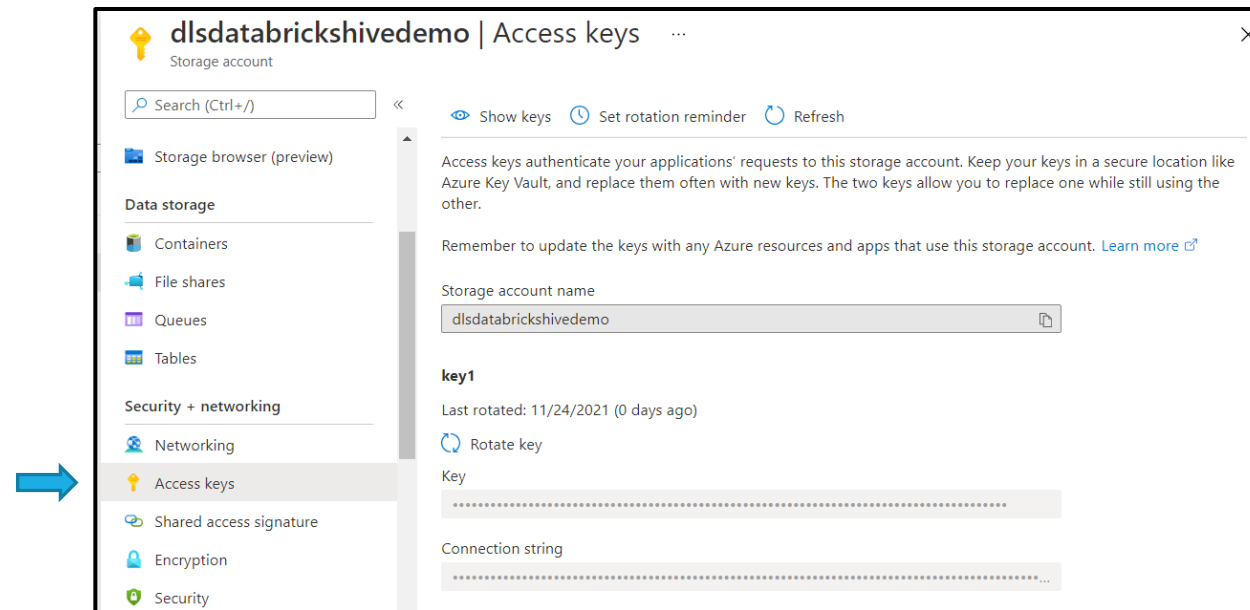 dlsdatabrickshivedemo | Access keys ...
Storage account
Search (Ctrl+/)
«
Storage browser (preview)
Data storage
Containers
File shares
Queues
Tables
Security + networking
Networking
Access keys
Shared access signature
Encryption
Security
Show keys Set rotation reminder Refresh
Access keys authenticate your applications' requests to this storage account. Keep your keys in a secure location like
Azure Key Vault, and replace them often with new keys. The two keys allow you to replace one while still using the
other.
Remember to update the keys with any Azure resources and apps that use this storage account. Learn more
Storage account name
dlsdatabrickshivedemo
key1
Last rotated: 11/24/2021 (0 days ago)
Rotate key
Key
Connection string